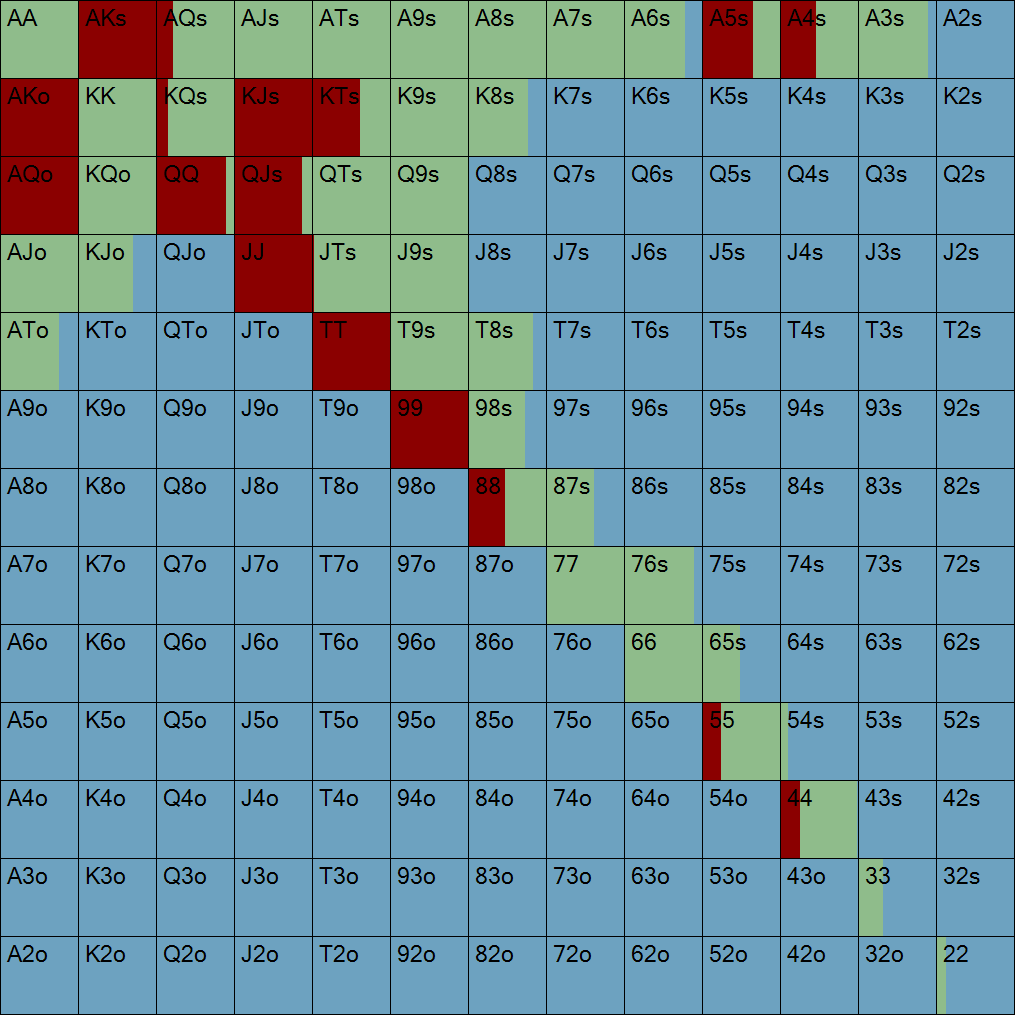 AA AKs AQs AJs ATs A9s A8s A7s A6s A5s A4s A3s A2s
AKo KK KQs KJs KTs K9s K8s K7s K6s K5s K4s K3s K2s
AQo KQo QQ QJs QTs Q9s Q8s Q7s Q6s Q5s Q4s Q3s Q2s
AJo KJo QJo JJ JTs J9s J8s J7s J6s J5s J4s J3s J2s
ATo KTo QTo JTo TT T9s T8s T7s T6s T5s T4s T3s T2s
A9o K9o Q9o J9o T9o 99 98s 97s 96s 95s 94s 93s 92s
A8o K8o Q8o J8o T8o 98o 88 87s 86s 85s 84s 83s 82s
A7o K7o Q7o J7o T7o 97o 87o 77 76s 75s 74s 73s 72s
A6o K6o Q6o J6o T6o 96o 86o 76o 66 65s 64s 63s 62s
A5o K5o Q5o J5o T5o 95o 85o 75o 65o 55 54s 53s 52s
A4o K4o Q4o J4o T4o 94o 84o 74o 64o 54o 44 43s 42s
A3o K3o Q3o J3o T3o 93o 83o 73o 63o 53o 43o 33 32s
A2o K2o Q2o J2o T2o 92o 82o 72o 62o 52o 42o 32o 22